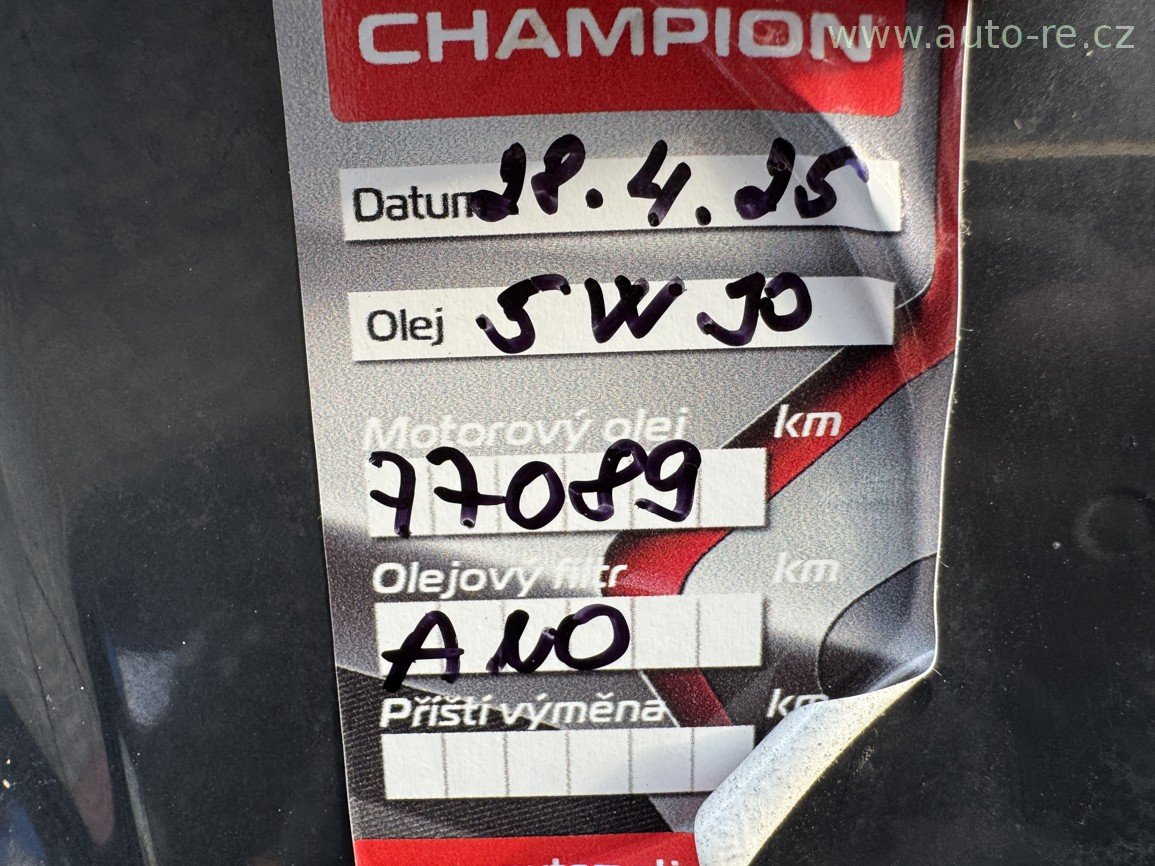 CHAMPION
www.auto-re.cz
Datum 28.4.25
Olej 5W30
Motorový olej km
77089
Olejový filtr km
ANO
Příští výměna km